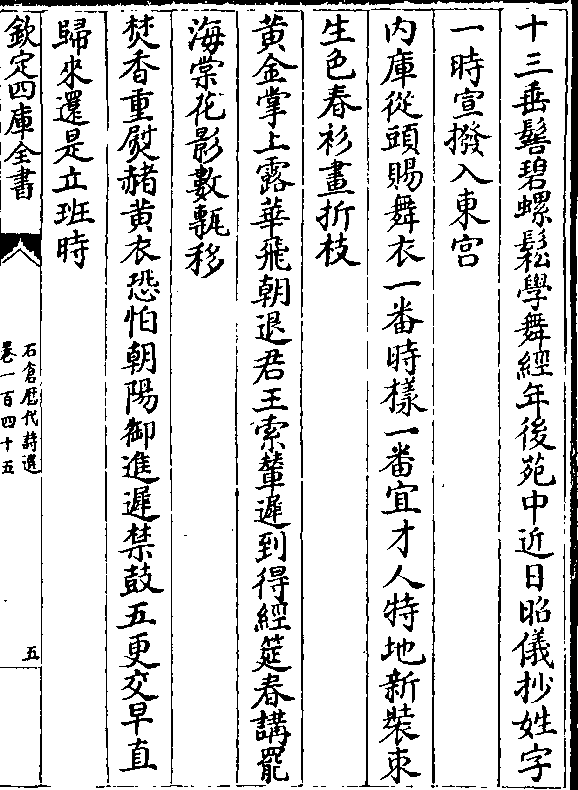 十三垂鬌碧螺鬆學舞經年後苑中近日昭儀抄姓字
一時宣撥入東宮
内庫從頭賜舞衣一番時樣一番宜才人特地新裝束
生色春衫畫折枝
黄金掌上露華飛朝退君王索輦遲到得經筵春講罷
海棠花影數甎移
焚香重熨赭黄衣恐怕朝陽御進遲禁鼓五更交早直
歸來還是立班時
欽定四庫全書
石倉歴代詩選
卷一百四十五
五